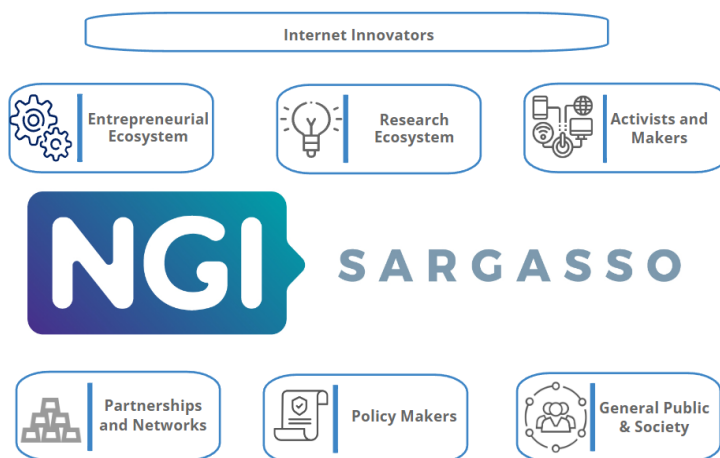 Internet Innovators
Entrepreneurial
Ecosystem
Research
Ecosystem
Activists and
Makers
NGI
SARGASSO
Partnerships
and Networks
Policy Makers
General Public
& Society